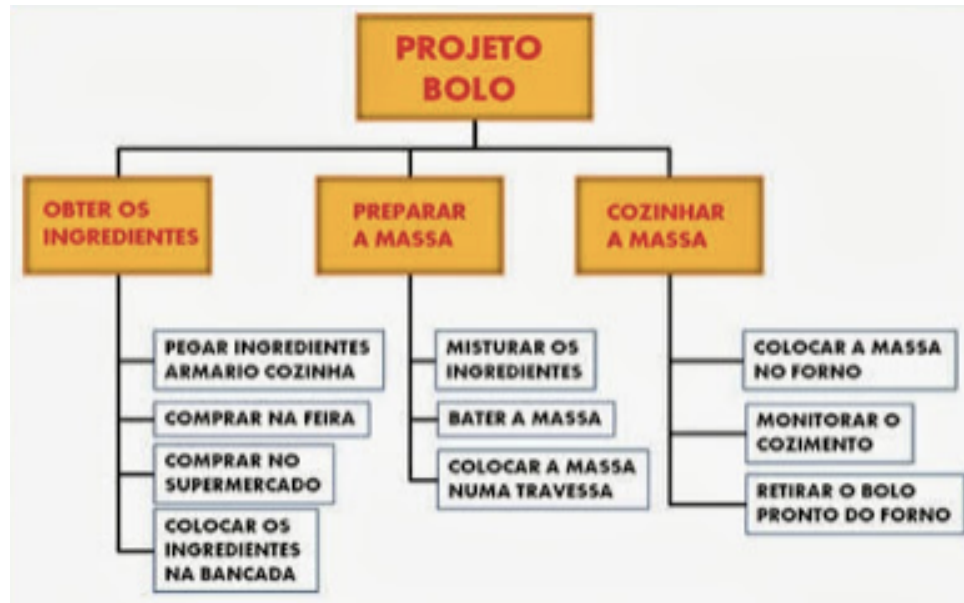 PROJETO
BOLO
OBTER OS
INGREDIENTES
PREPARAR
A MASSA
COZINHAR
A MASSA
PEGAR INGREDIENTES
ARMARIO COZINHA
COMPRAR NA FEIRA
COMPRAR NO
SUPERMERCADO
COLOCAR OS
INGREDIENTES
NA BANCADA
MISTURAR OS
INGREDIENTES
BATER A MASSA
COLOCAR A MASSA
NUMA TRAVESSA
COLOCAR A MASSA
NO FORNO
MONITORAR O
COZIMENTO
RETIRAR O BOLO
PRONTO DO FORNO